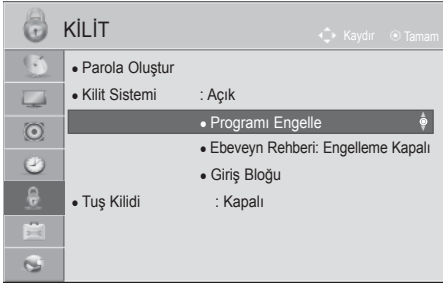 KİLİT
Kaydır Tamam
• Parola Oluştur
• Kilit Sistemi : Açık
• Programı Engelle
• Ebeveyn Rehberi: Engelleme Kapalı
• Giriş Bloğu
• Tuş Kilidi : Kapalı